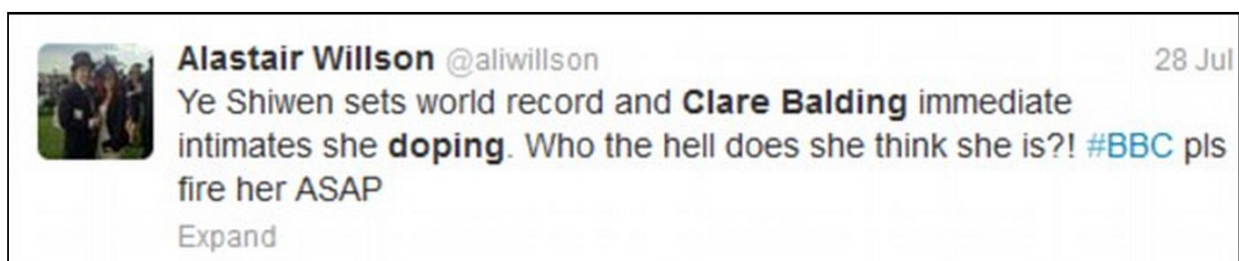 Alastair Willson @aliwillson 28 Jul
Ye Shiwen sets world record and Clare Balding immediate
intimates she doping. Who the hell does she think she is?! #BBC pls
fire her ASAP
Expand